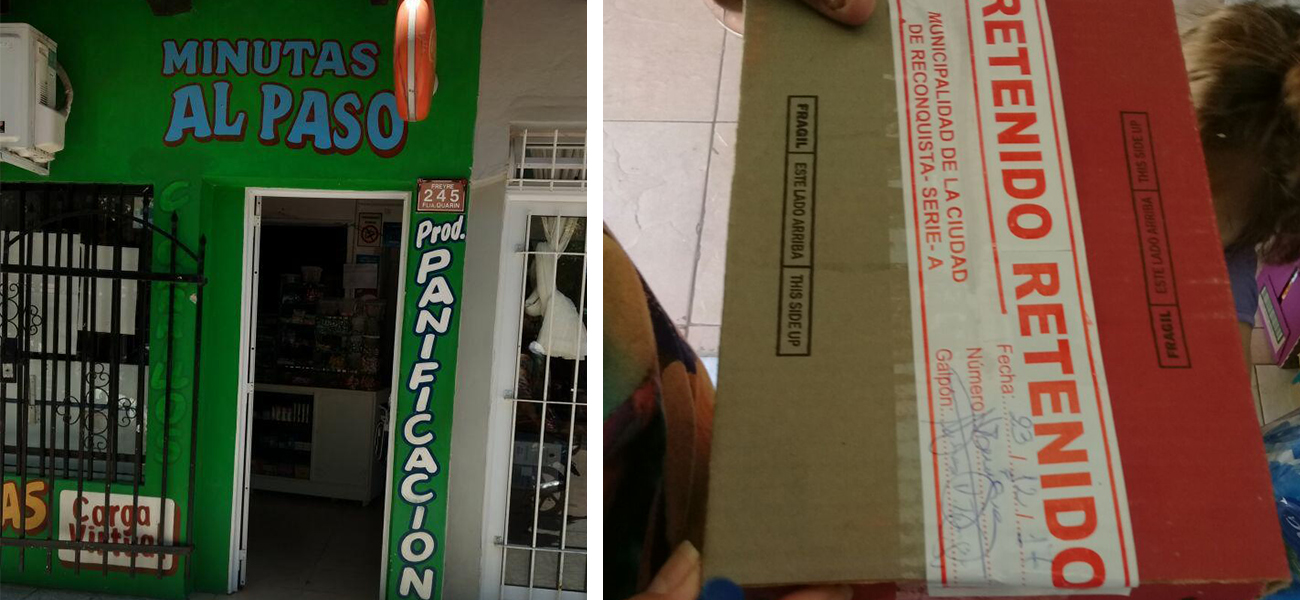 MINUTAS
AL PASO
FREYRE
245
Prod.
PANIFICACION
AS
Carga
Virtual
RETENIDO RETENIDO
MUNICIPALIDAD DE LA CIUDAD
DE RECONQUISTA - SERIE - A
Fecha: 23
Número:
Galpón:
FRAGIL ESTE LADO ARRIBA THIS SIDE UP
FRAGIL ESTE LADO ARRIBA THIS SIDE UP